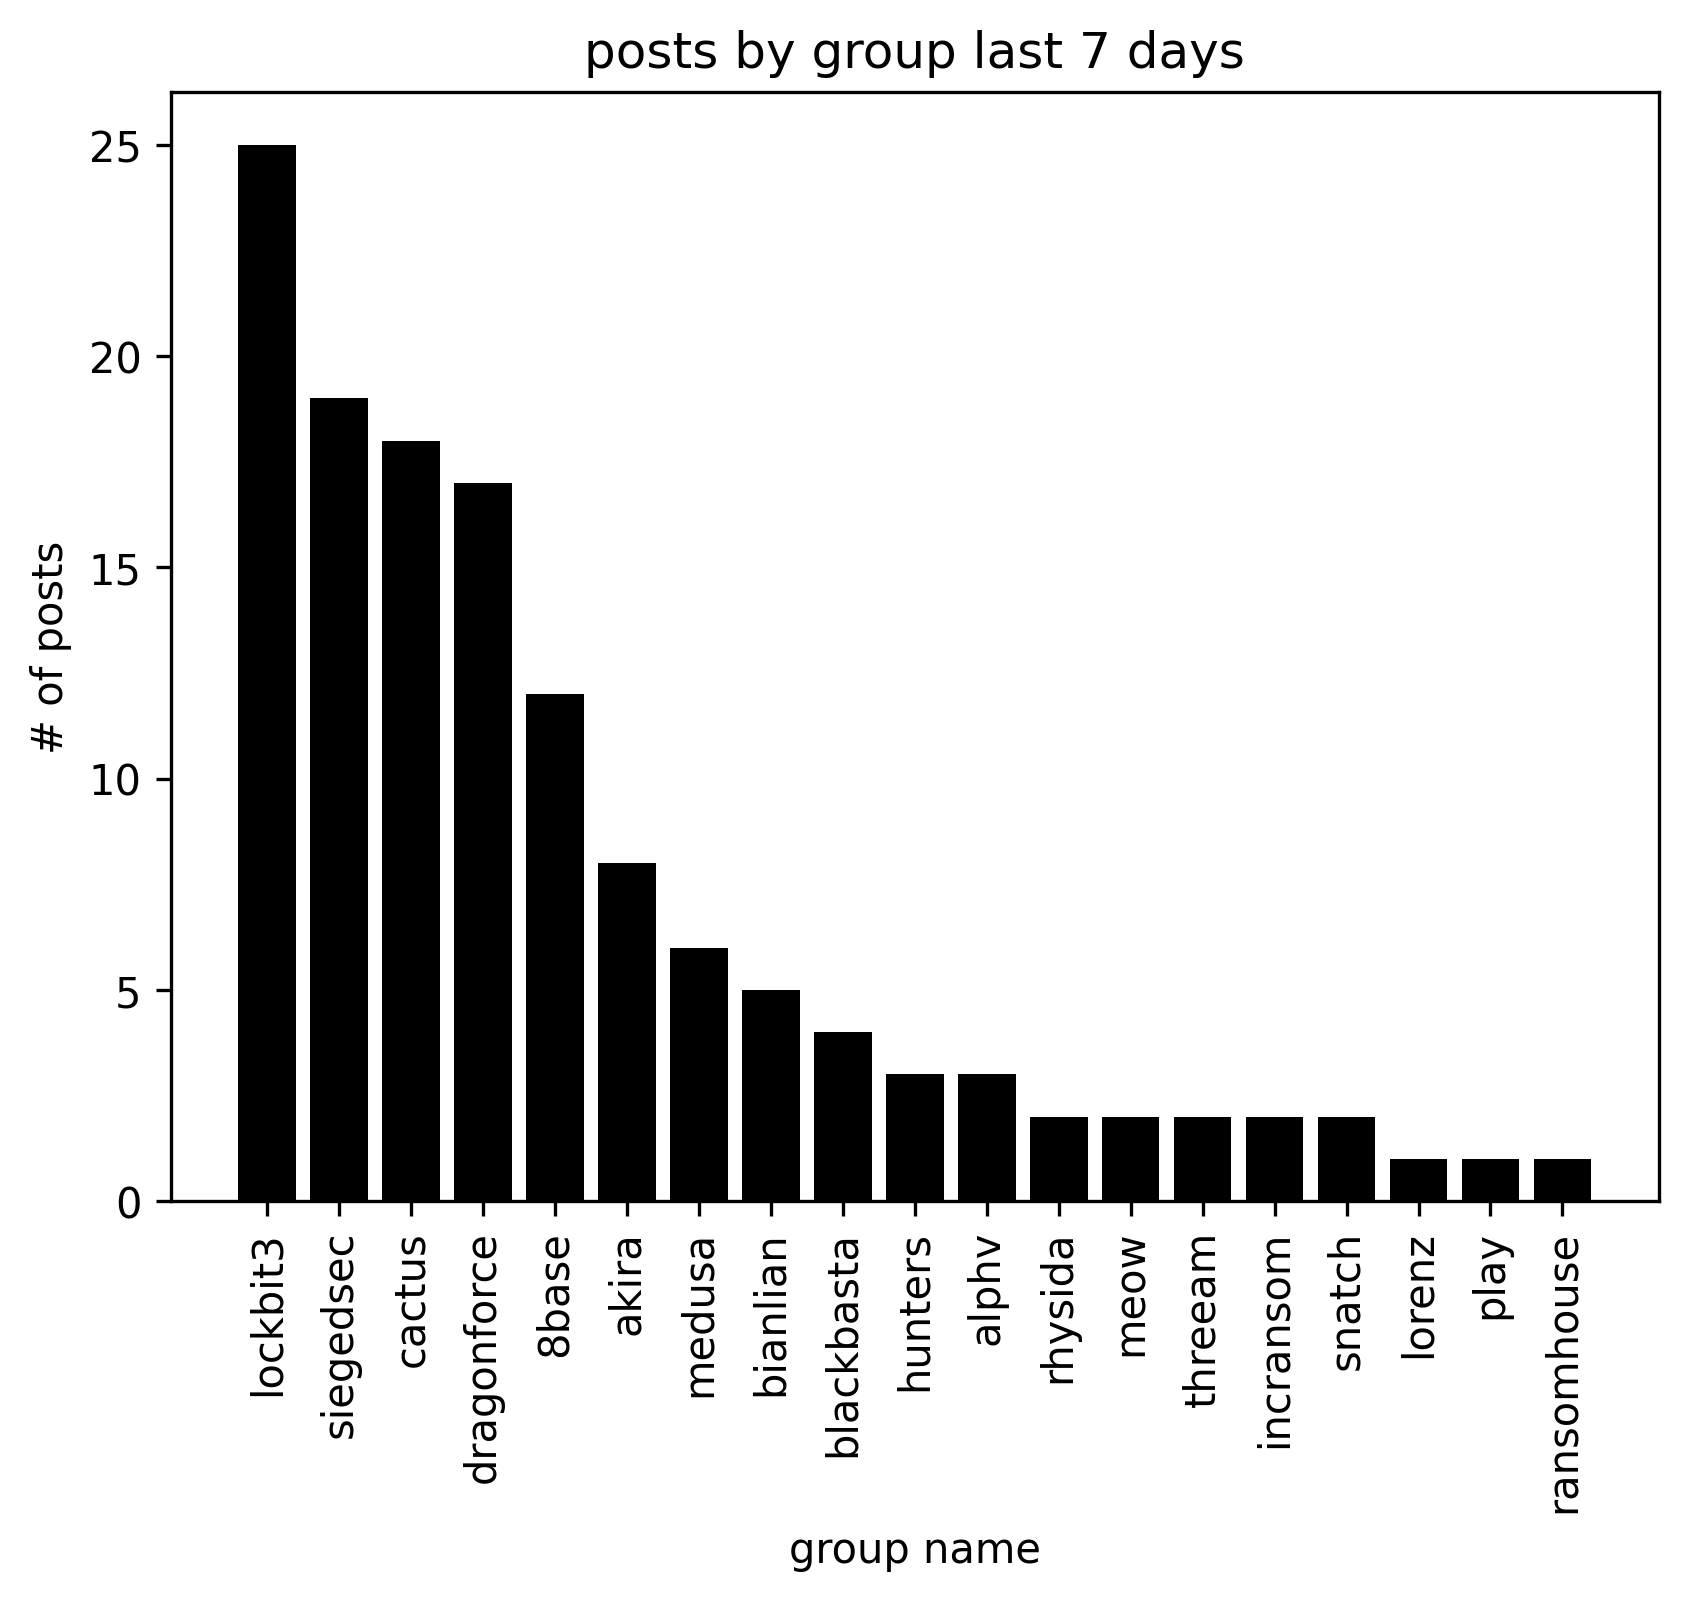 posts by group last 7 days
25
20
15
10
5
0
# of posts
lockbit3
siegedsec
cactus
dragonforce
8base
akira
medusa
bianlian
blackbasta
hunters
alphv
rhysida
meow
threeam
incransom
snatch
lorenz
play
ransomhouse
group name